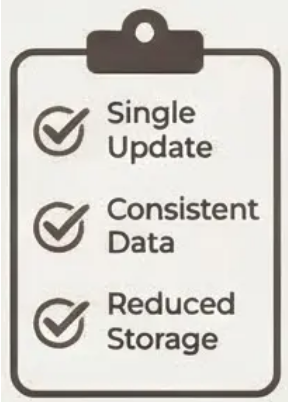 Single
Update
Consistent
Data
Reduced
Storage